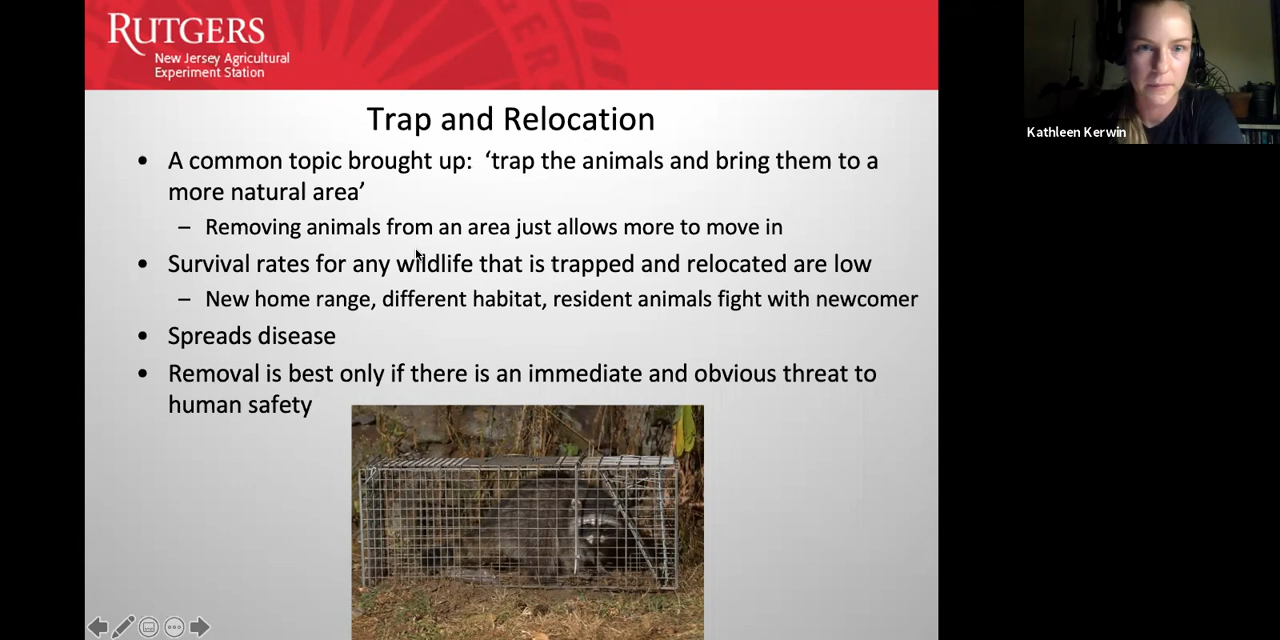 RUTGERS
New Jersey Agricultural
Experiment Station
Trap and Relocation
• A common topic brought up: ‘trap the animals and bring them to a
more natural area’
– Removing animals from an area just allows more to move in
• Survival rates for any wildlife that is trapped and relocated are low
– New home range, different habitat, resident animals fight with newcomer
• Spreads disease
• Removal is best only if there is an immediate and obvious threat to
human safety
Kathleen Kerwin